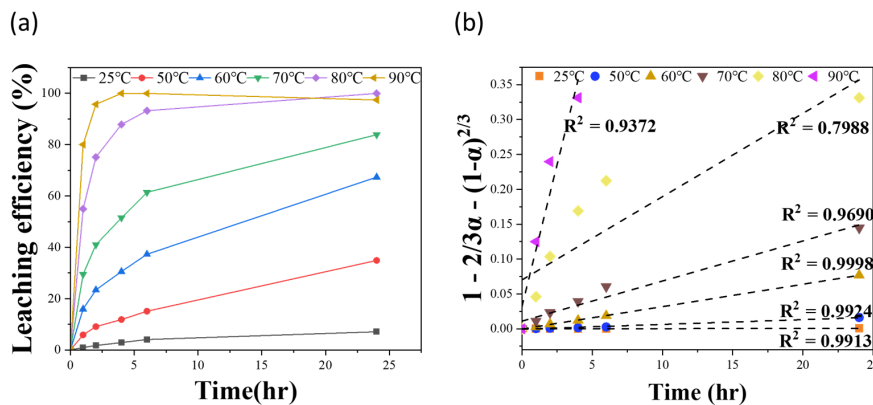 (a)
25℃ 50℃ 60℃ 70℃ 80℃ 90℃
Leaching efficiency (%)
100
80
60
40
20
0
0 5 10 15 20 25
Time(hr)
(b)
25℃ 50℃ 60℃ 70℃ 80℃ 90℃
1 - 2/3α - (1-α)^2/3
0.35
0.30
0.25
0.20
0.15
0.10
0.05
0.00
R² = 0.9372
R² = 0.7988
R² = 0.9690
R² = 0.9998
R² = 0.9924
R² = 0.9913
0 5 10 15 20 25
Time (hr)